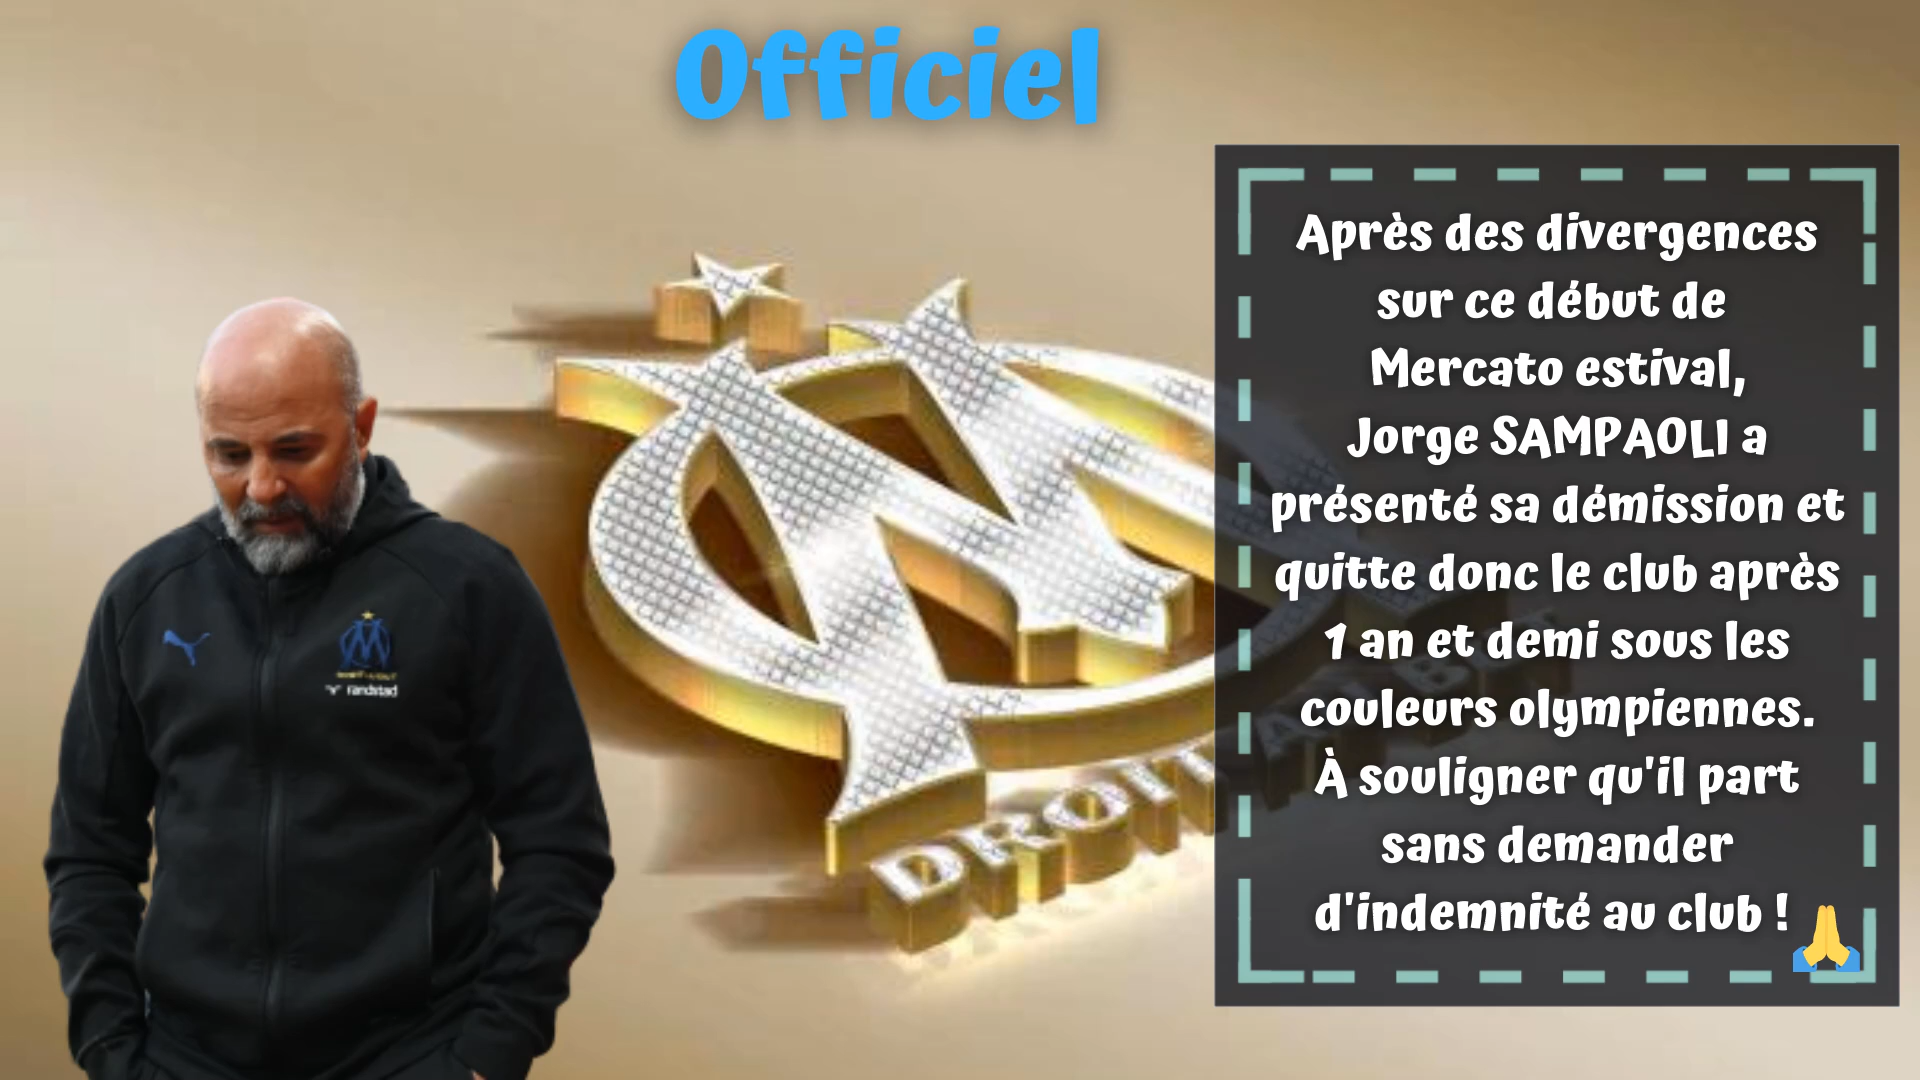 Officiel
Après des divergences
sur ce début de
Mercato estival,
Jorge SAMPAOLI a
présenté sa démission et
quitte donc le club après
1 an et demi sous les
couleurs olympiennes.
À souligner qu'il part
sans demander
d'indemnité au club !
randstad
DROIT